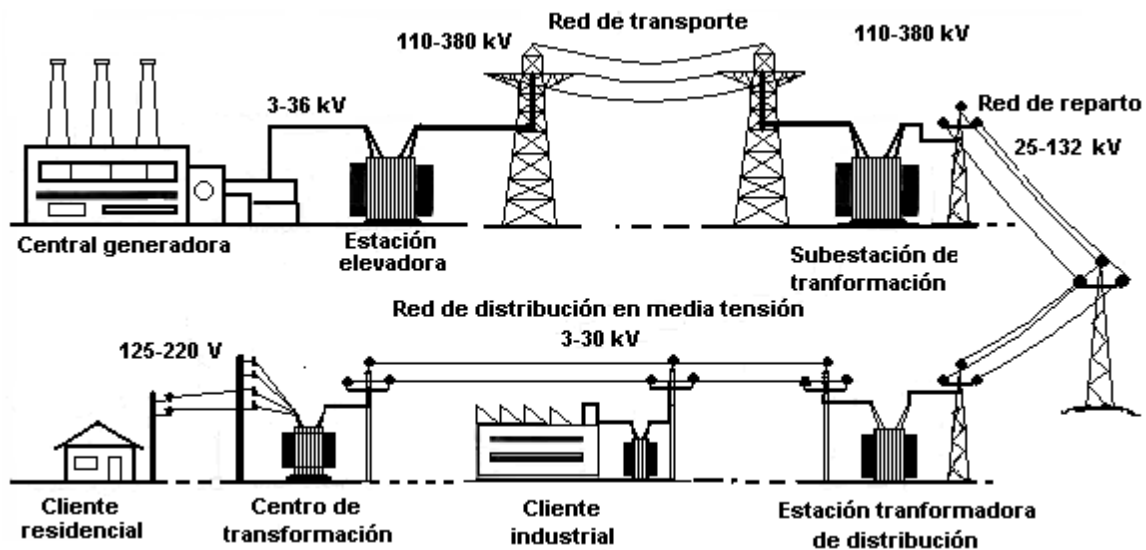 Red de transporte
110-380 kV
110-380 kV
3-36 kV
Red de reparto
25-132 kV
Central generadora
Estación
elevadora
Subestación de
tranformación
Red de distribución en media tensión
3-30 kV
125-220 V
Cliente
residencial
Centro de
transformación
Cliente
industrial
Estación tranformadora
de distribución